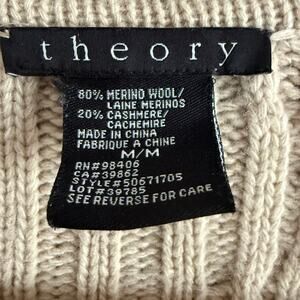 theory
80% MERINO WOOL/
LAINE MERINOS
20% CASHMERE/
CACHEMIRE
MADE IN CHINA
FABRIQUE A CHINE
M/M
RN#98406
CA#39862
STYLE#50671705
LOT#39785
SEE REVERSE FOR CARE